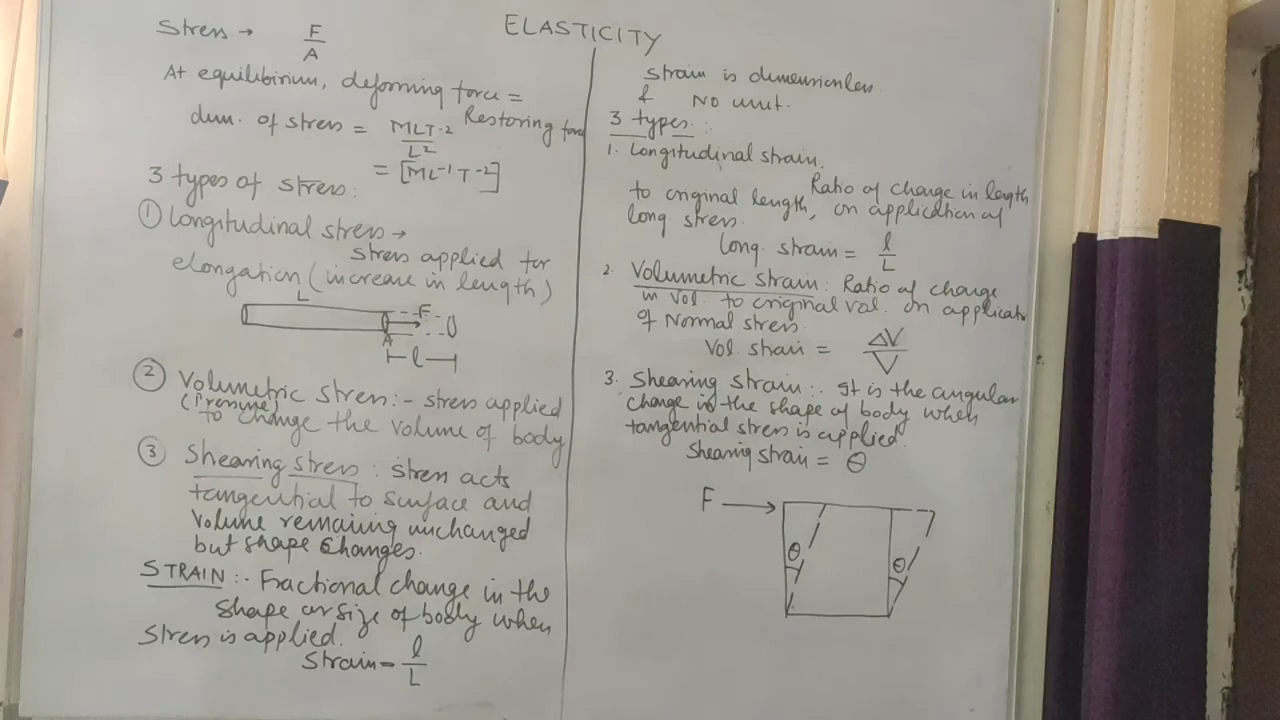 ELASTICITY
Stress → F/A
At equilibirium, deforming force =
Restoring force
dim. of stress = MLT-2/L²
= [ML⁻¹T⁻²]
3 types of stress:
① Longitudinal stress →
Stress applied for
elongation (increase in length)
L
F
A
l
② Volumetric stress:- stress applied
(Pressure)
to change the volume of body
③ Shearing stress: stress acts
tangential to surface and
volume remaining unchanged
but shape changes.
STRAIN:- Fractional change in the
shape or size of body when
stress is applied.
Strain = l/L
strain is dimensionless
& NO unit.
3 types:
1. Longitudinal strain.
Ratio of change in length
to original length, on application of
long. stress.
long. strain = l/L
2. Volumetric strain: Ratio of change
in vol. to original vol. on applicato
of Normal stress.
Vol. strain = ΔV/V
3. Shearing strain:. It is the angular
change in the shape of body when
tangential stress is applied.
Shearing strain = θ
F
θ
θ